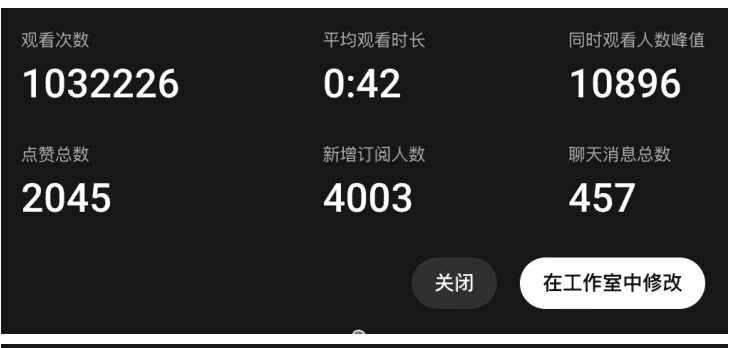 观看次数 平均观看时长 同时观看人数峰值
1032226 0:42 10896
点赞总数 新增订阅人数 聊天消息总数
2045 4003 457
关闭 在工作室中修改